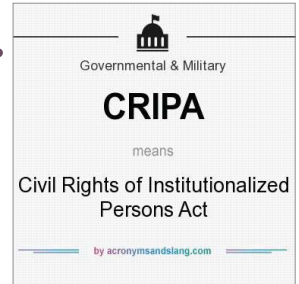 Governmental & Military
CRIPA
means
Civil Rights of Institutionalized
Persons Act
by acronymsandslang.com